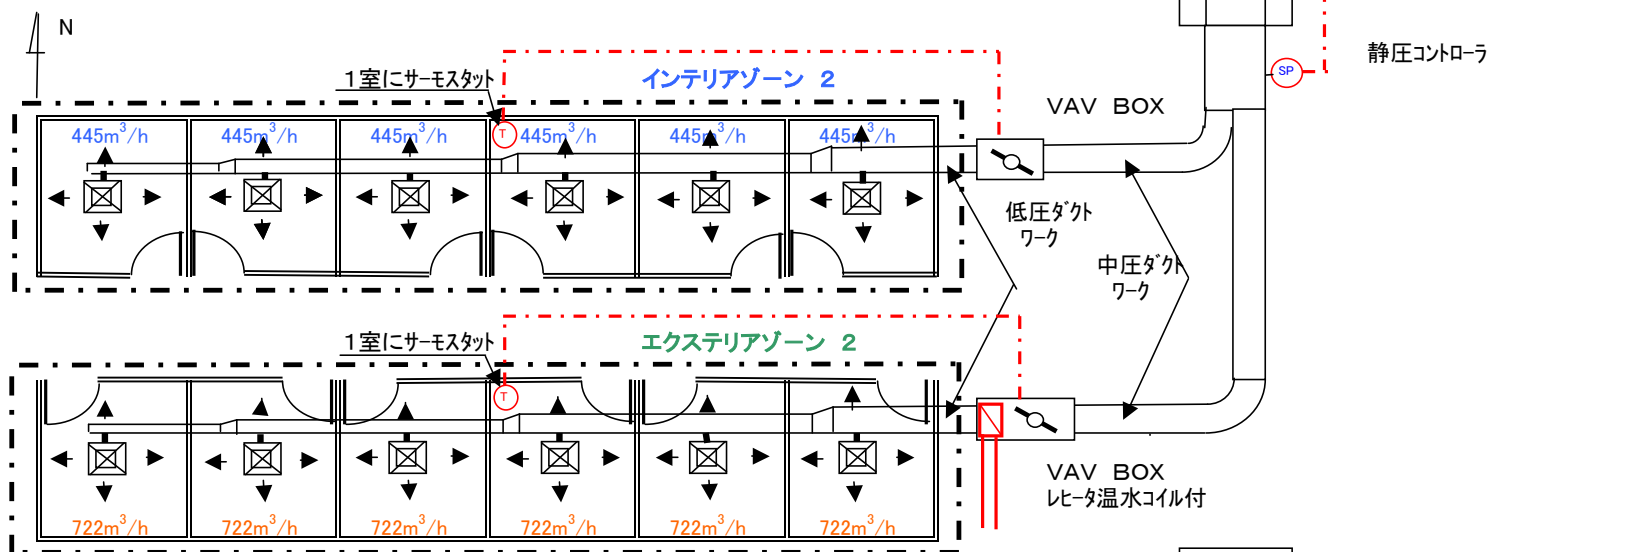 N
静圧コントローラ
SP
1室にサーモスタット
インテリアゾーン 2
VAV BOX
T
445m³/h
445m³/h
445m³/h
445m³/h
445m³/h
445m³/h
低圧ダクト
ワーク
中圧ダクト
ワーク
1室にサーモスタット
エクステリアゾーン 2
T
VAV BOX
レヒータ温水コイル付
722m³/h
722m³/h
722m³/h
722m³/h
722m³/h
722m³/h